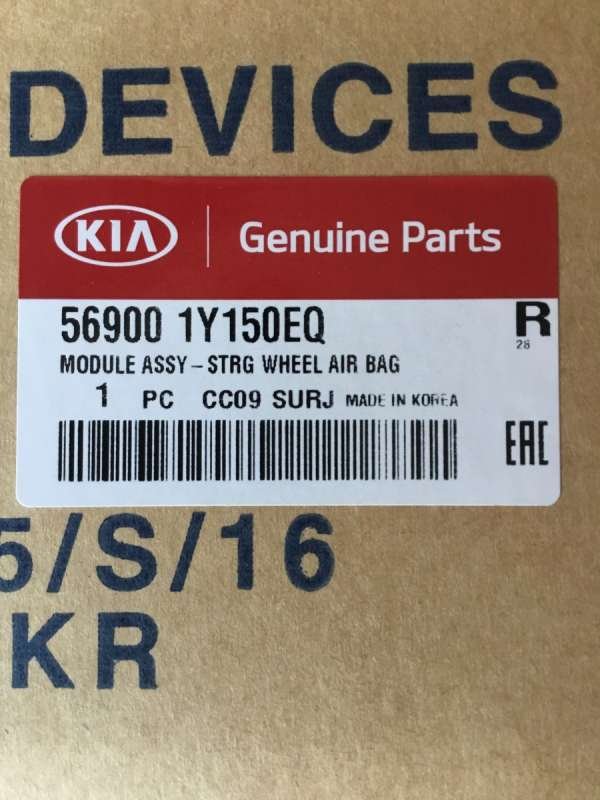 DEVICES
KIA Genuine Parts
56900 1Y150EQ R
28
MODULE ASSY-STRG WHEEL AIR BAG
1 PC CC09 SURJ MADE IN KOREA
EAC
5/S/16
KR